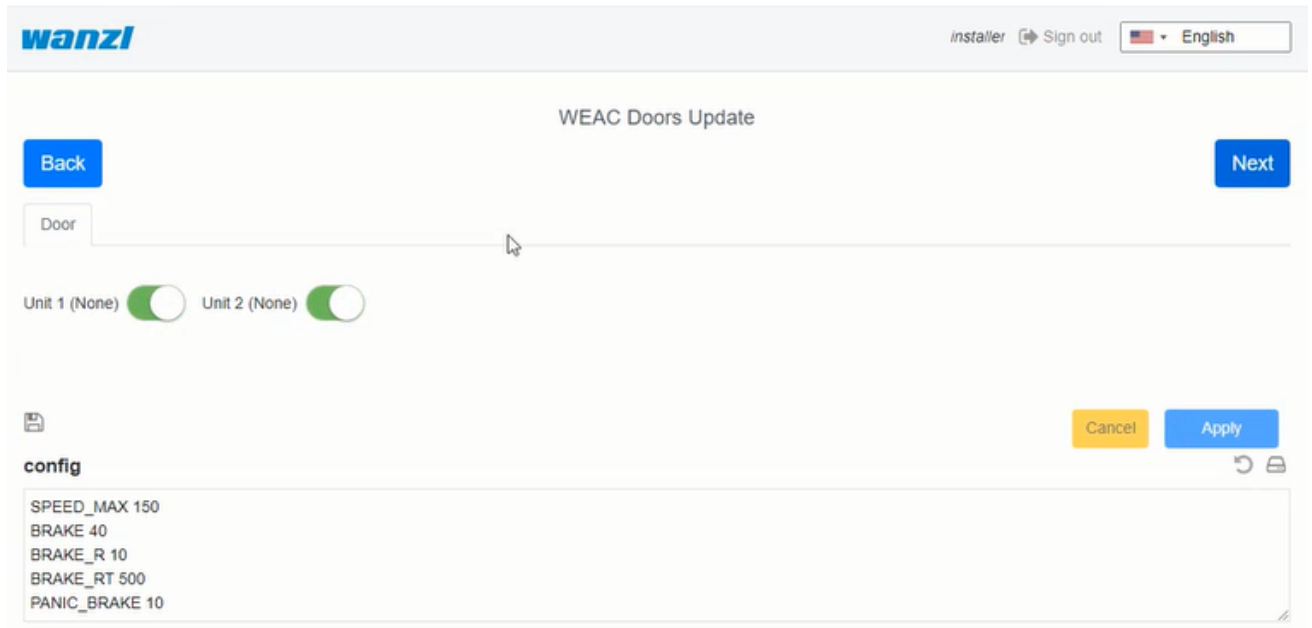 wanzl
installer Sign out English
WEAC Doors Update
Back Next
Door
Unit 1 (None) Unit 2 (None)
Cancel Apply
config
SPEED_MAX 150
BRAKE 40
BRAKE_R 10
BRAKE_RT 500
PANIC_BRAKE 10